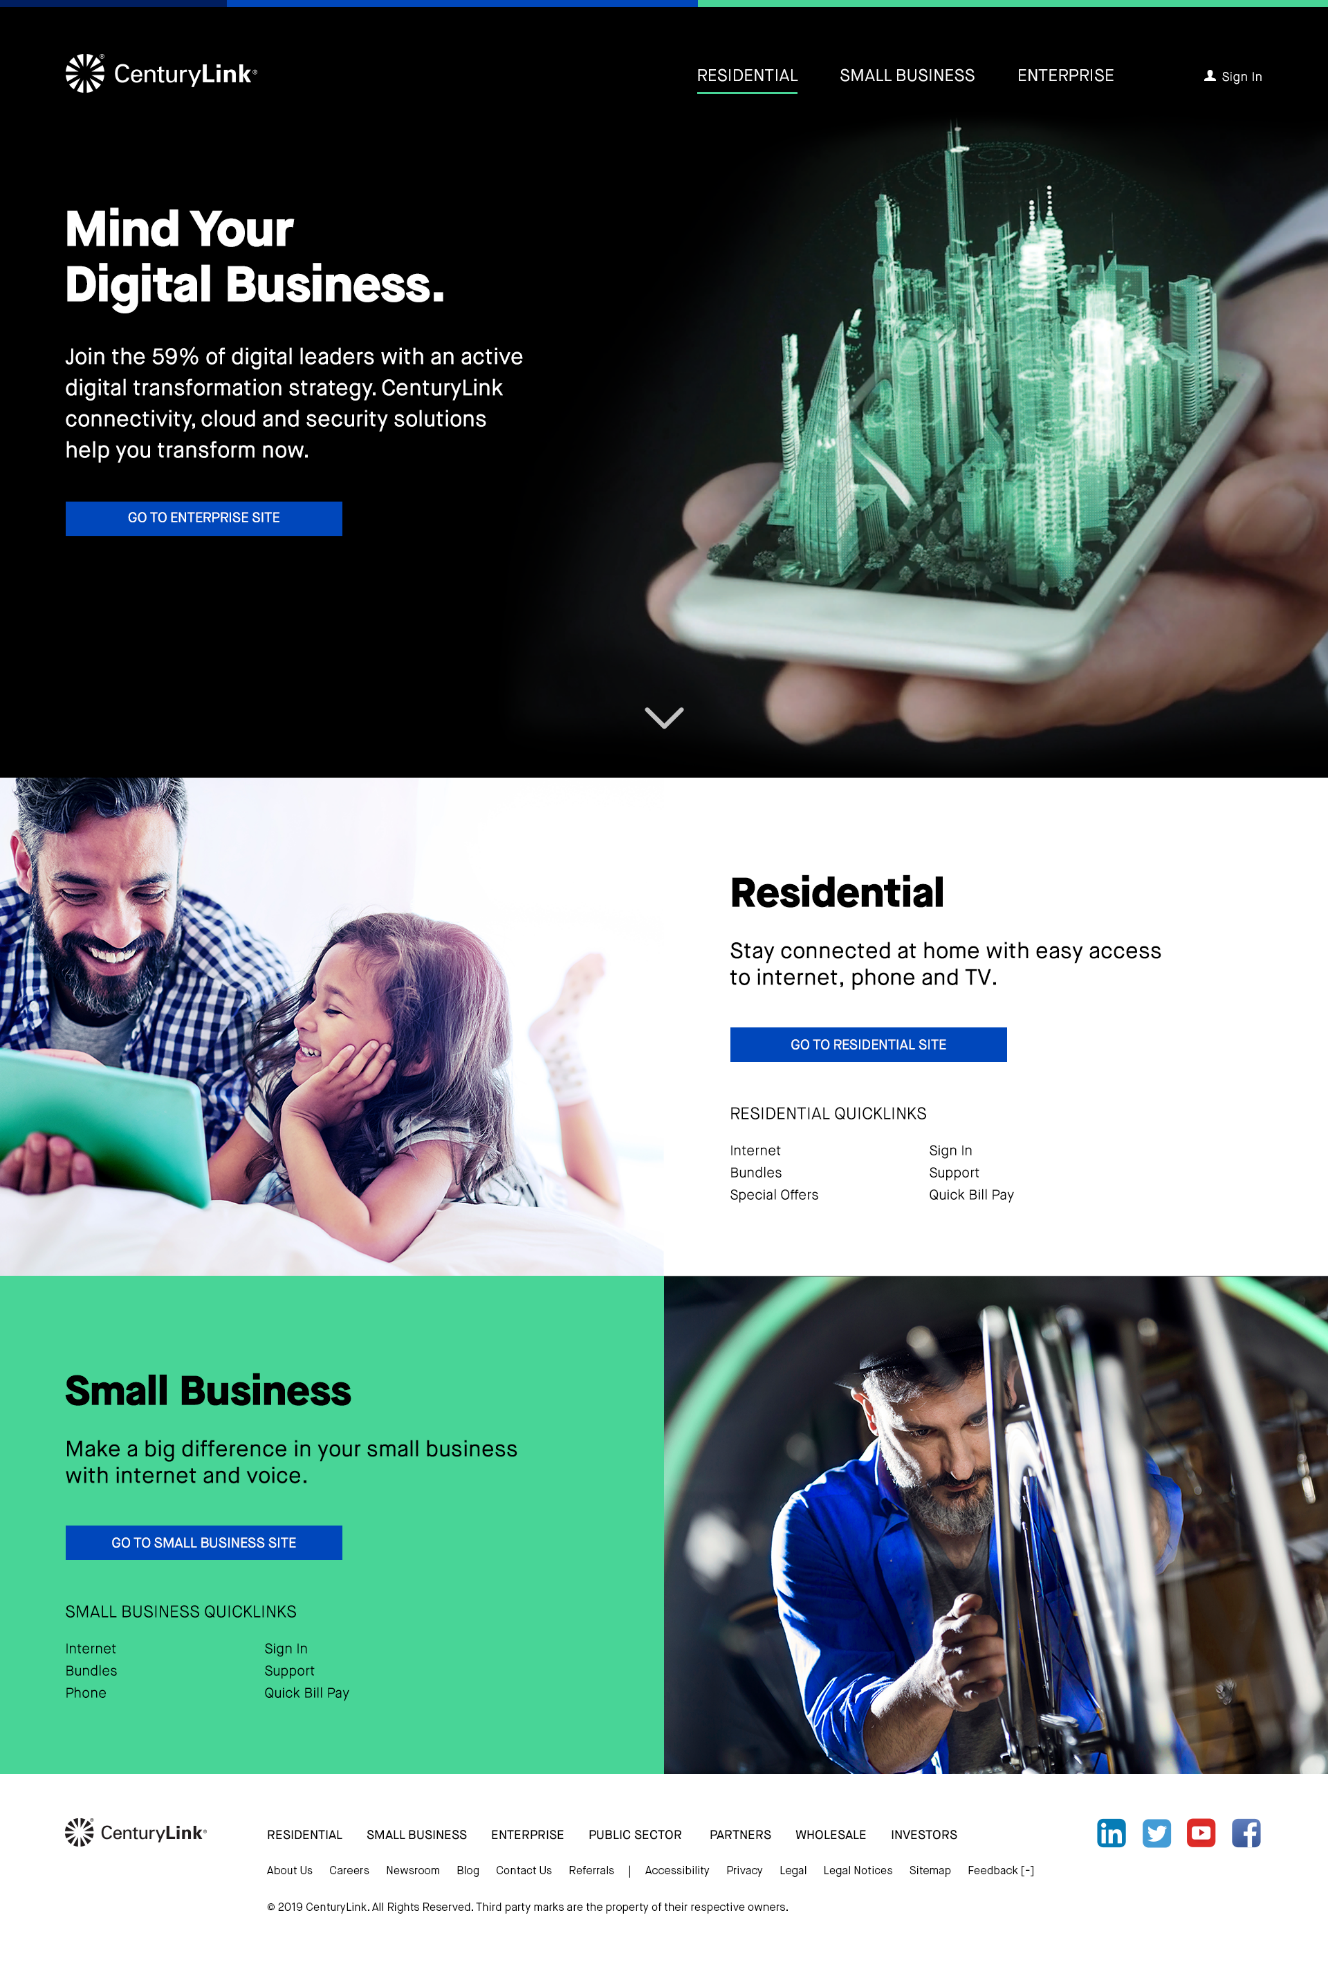 CenturyLink®
RESIDENTIAL SMALL BUSINESS ENTERPRISE Sign In
Mind Your
Digital Business.
Join the 59% of digital leaders with an active
digital transformation strategy. CenturyLink
connectivity, cloud and security solutions
help you transform now.
GO TO ENTERPRISE SITE
Residential
Stay connected at home with easy access
to internet, phone and TV.
GO TO RESIDENTIAL SITE
RESIDENTIAL QUICKLINKS
Internet Sign In
Bundles Support
Special Offers Quick Bill Pay
Small Business
Make a big difference in your small business
with internet and voice.
GO TO SMALL BUSINESS SITE
SMALL BUSINESS QUICKLINKS
Internet Sign In
Bundles Support
Phone Quick Bill Pay
CenturyLink®
RESIDENTIAL SMALL BUSINESS ENTERPRISE PUBLIC SECTOR PARTNERS WHOLESALE INVESTORS
About Us Careers Newsroom Blog Contact Us Referrals | Accessibility Privacy Legal Legal Notices Sitemap Feedback [-]
© 2019 CenturyLink. All Rights Reserved. Third party marks are the property of their respective owners.